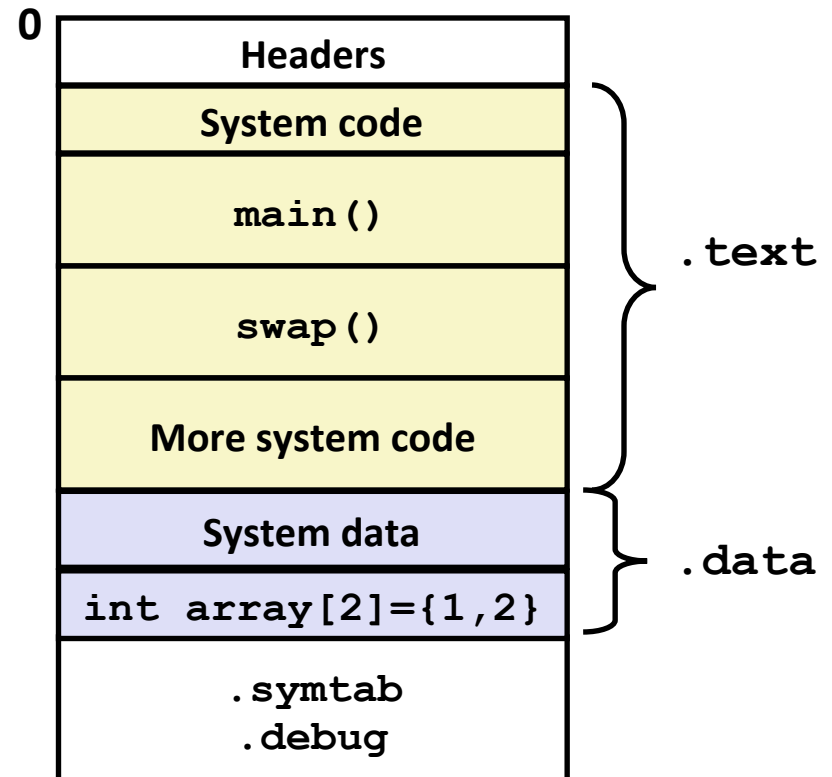 0
Headers
System code
main()
swap()
.text
More system code
System data
.data
int array[2]={1,2}
.symtab
.debug